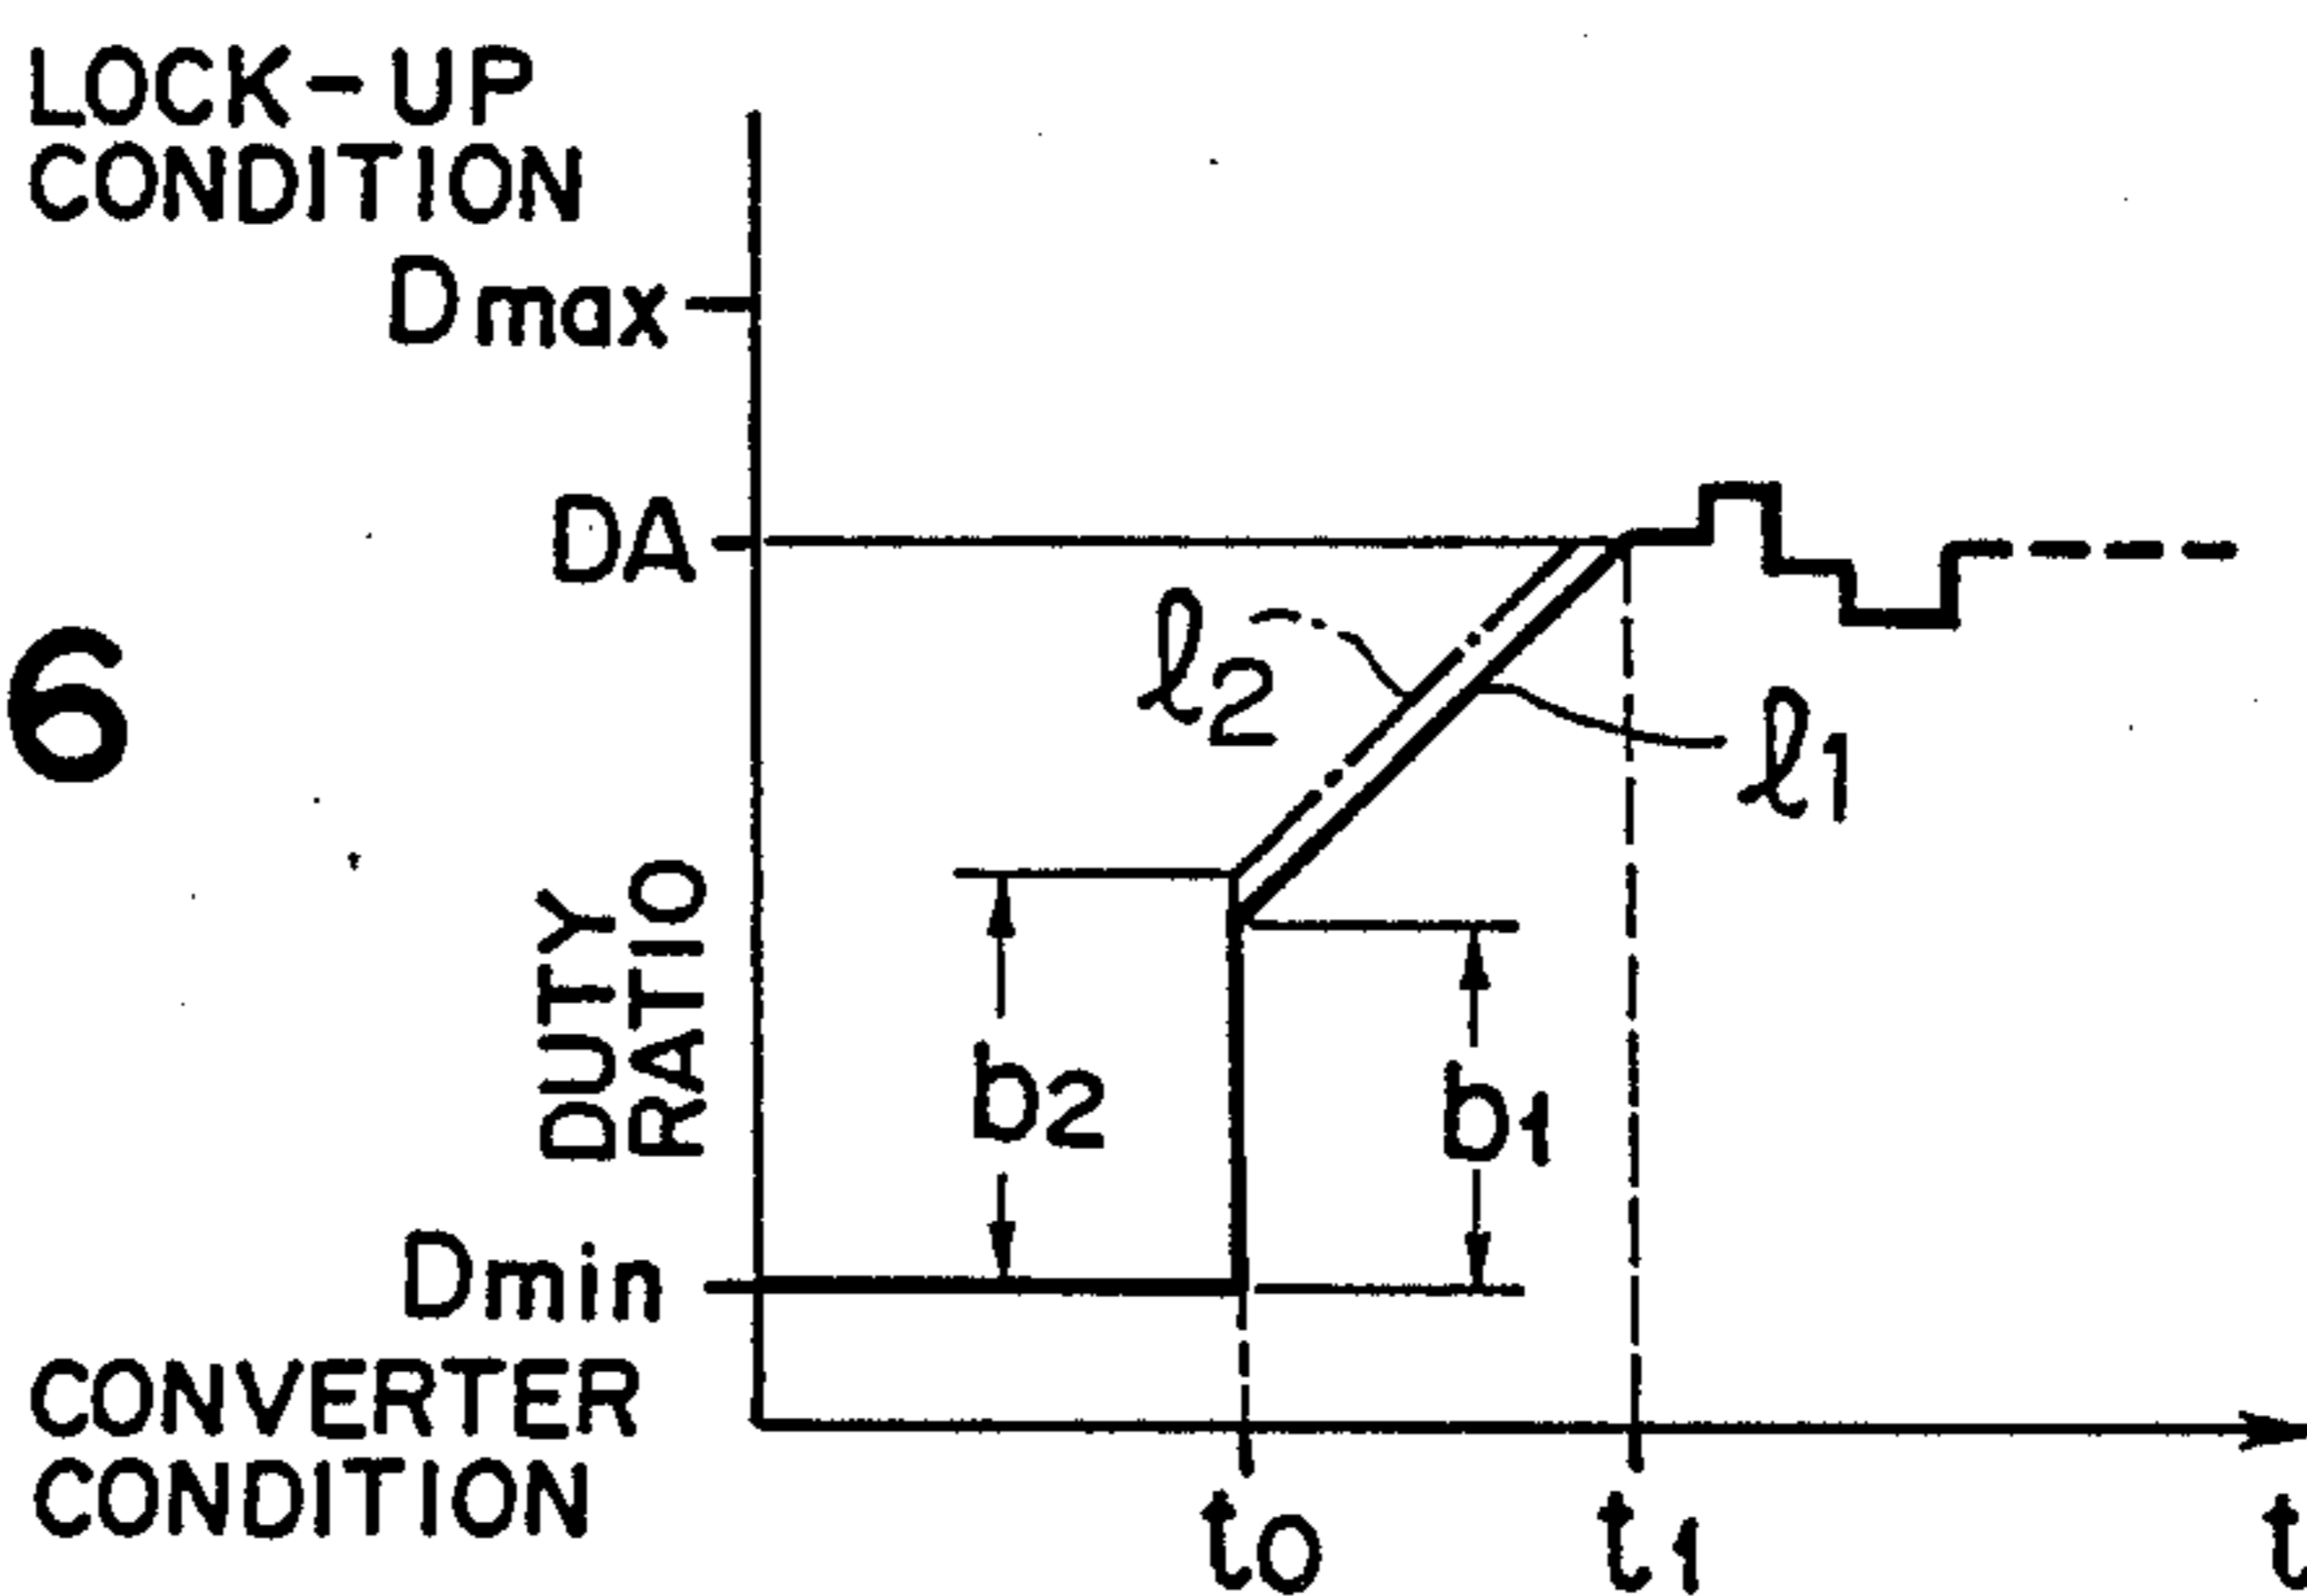 LOCK-UP
CONDITION
Dmax
DA
6
ℓ2
ℓ1
DUTY
RATIO
b2
b1
Dmin
CONVERTER
CONDITION
t0
t1
t